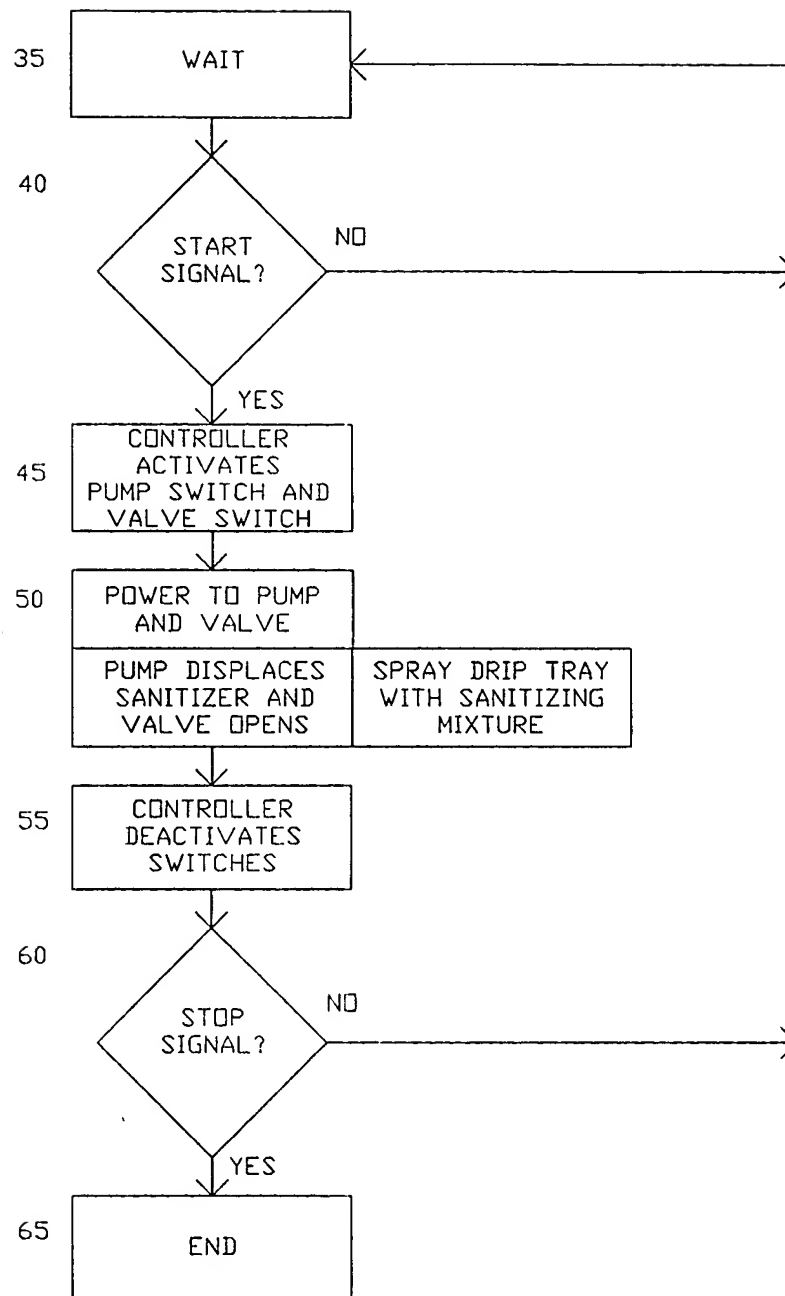 35
WAIT
40
START
SIGNAL?
NO
YES
45
CONTROLLER
ACTIVATES
PUMP SWITCH AND
VALVE SWITCH
50
POWER TO PUMP
AND VALVE
PUMP DISPLACES
SANITIZER AND
VALVE OPENS
SPRAY DRIP TRAY
WITH SANITIZING
MIXTURE
55
CONTROLLER
DEACTIVATES
SWITCHES
60
STOP
SIGNAL?
NO
YES
65
END